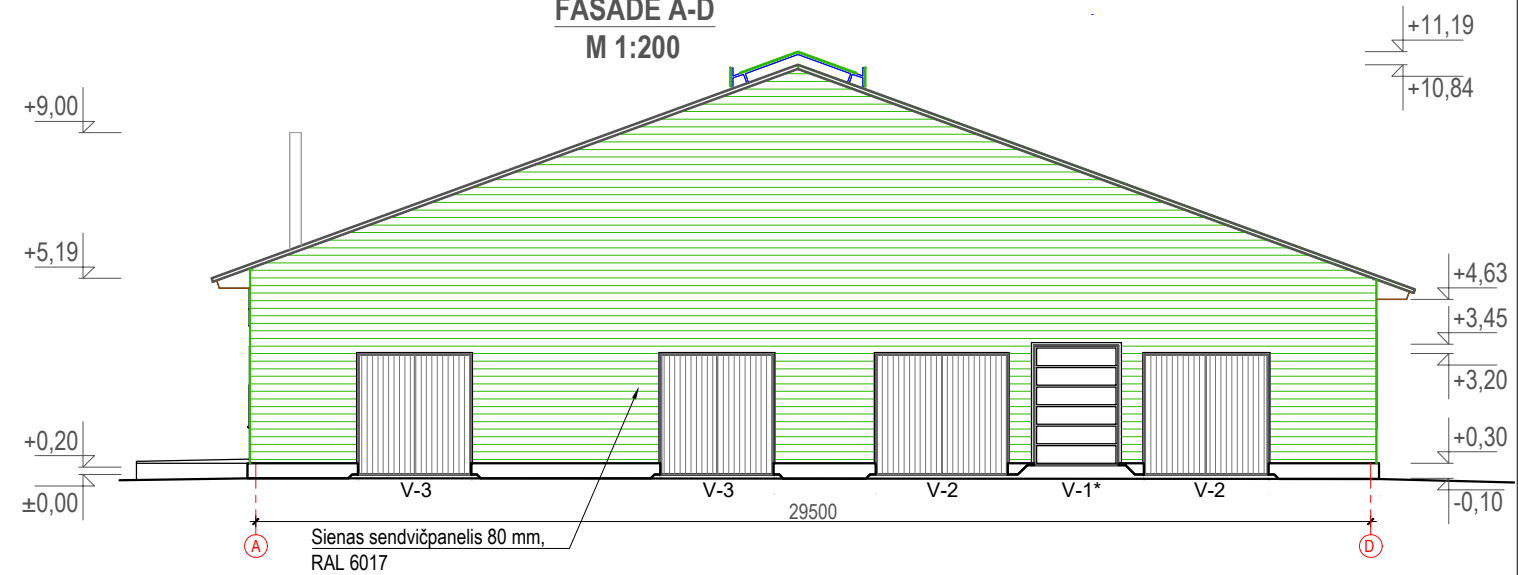 FASĀDE A-D
M 1:200
+11,19
+10,84
+9,00
+5,19
+4,63
+3,45
+3,20
+0,20
+0,30
±0,00
-0,10
V-3
V-3
V-2
V-1*
V-2
29500
A
D
Sienas sendvičpanelis 80 mm,
RAL 6017